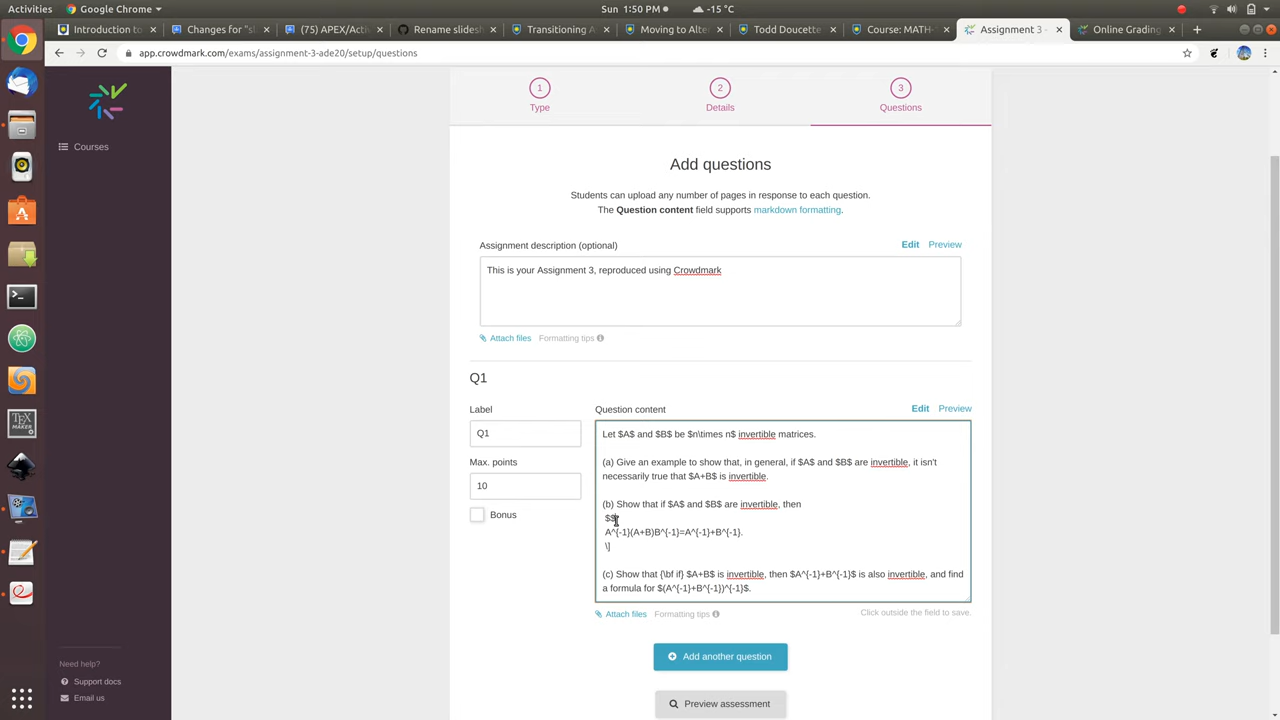 Activities
Google Chrome
Sun 1:50 PM
-15 °C
Introduction to
Changes for "sl
(75) APEX/Acti
Rename slidesh
Transitioning A
Moving to Alter
Todd Doucette
Course: MATH-
Assignment 3 -
Online Grading
app.crowdmark.com/exams/assignment-3-ade20/setup/questions
Courses
1
Type
2
Details
3
Questions
Add questions
Students can upload any number of pages in response to each question.
The Question content field supports markdown formatting.
Assignment description (optional)
Edit Preview
This is your Assignment 3, reproduced using Crowdmark
Attach files Formatting tips
Q1
Label
Q1
Max. points
10
Bonus
Question content
Edit Preview
Let $A$ and $B$ be $n\times n$ invertible matrices.
(a) Give an example to show that, in general, if $A$ and $B$ are invertible, it isn't
necessarily true that $A+B$ is invertible.
(b) Show that if $A$ and $B$ are invertible, then
$$
A^{-1}(A+B)B^{-1}=A^{-1}+B^{-1}.
\]
(c) Show that {\bf if} $A+B$ is invertible, then $A^{-1}+B^{-1}$ is also invertible, and find
a formula for $(A^{-1}+B^{-1})^{-1}$.
Attach files Formatting tips
Click outside the field to save.
Add another question
Preview assessment
Need help?
Support docs
Email us
TEX
MAKER